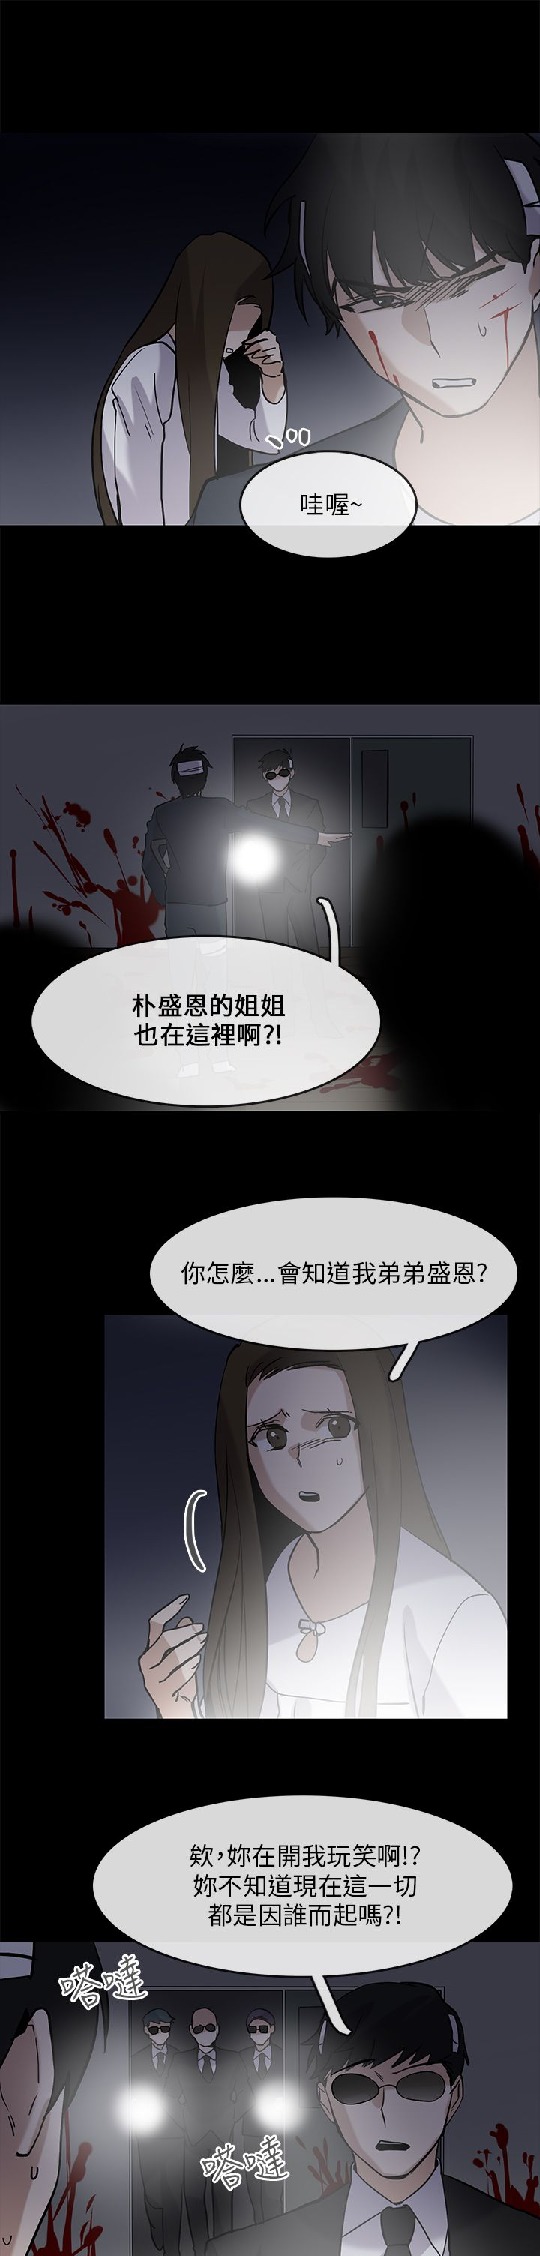 哇喔~
朴盛恩的姐姐
也在這裡啊?!
你怎麼...會知道我弟弟盛恩?
欸,妳在開我玩笑啊!?
妳不知道現在這一切
都是因誰而起嗎?!
嗒噠
嗒噠